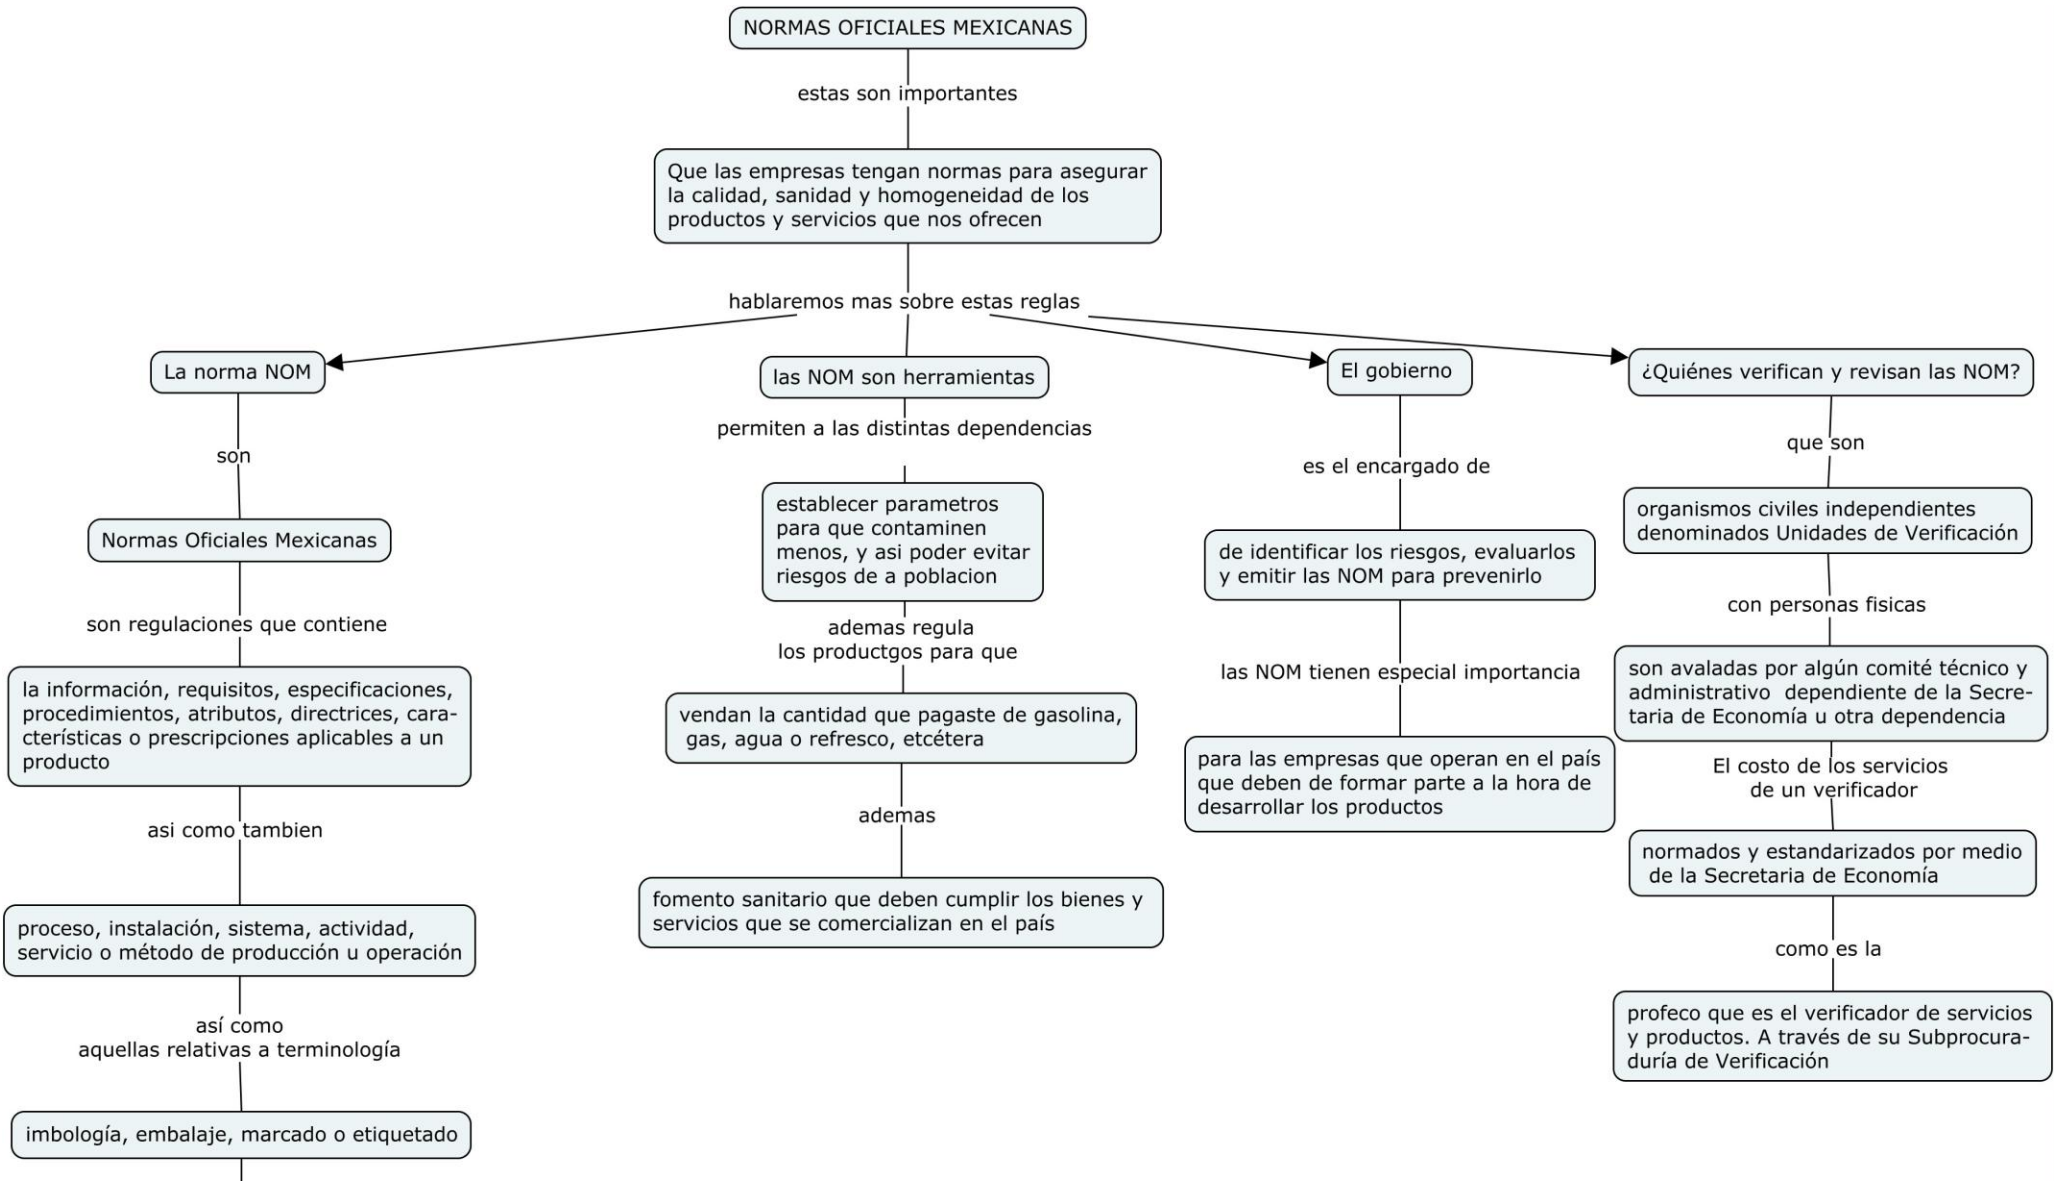 NORMAS OFICIALES MEXICANAS
estas son importantes
Que las empresas tengan normas para asegurar
la calidad, sanidad y homogeneidad de los
productos y servicios que nos ofrecen
hablaremos mas sobre estas reglas
La norma NOM
son
Normas Oficiales Mexicanas
son regulaciones que contiene
la información, requisitos, especificaciones,
procedimientos, atributos, directrices, cara-
cterísticas o prescripciones aplicables a un
producto
asi como tambien
proceso, instalación, sistema, actividad,
servicio o método de producción u operación
así como
aquellas relativas a terminología
imbología, embalaje, marcado o etiquetado
las NOM son herramientas
permiten a las distintas dependencias
establecer parametros
para que contaminen
menos, y asi poder evitar
riesgos de a poblacion
ademas regula
los productgos para que
vendan la cantidad que pagaste de gasolina,
gas, agua o refresco, etcétera
ademas
fomento sanitario que deben cumplir los bienes y
servicios que se comercializan en el país
El gobierno
es el encargado de
de identificar los riesgos, evaluarlos
y emitir las NOM para prevenirlo
las NOM tienen especial importancia
para las empresas que operan en el país
que deben de formar parte a la hora de
desarrollar los productos
¿Quiénes verifican y revisan las NOM?
que son
organismos civiles independientes
denominados Unidades de Verificación
con personas fisicas
son avaladas por algún comité técnico y
administrativo dependiente de la Secre-
taria de Economía u otra dependencia
El costo de los servicios
de un verificador
normados y estandarizados por medio
de la Secretaria de Economía
como es la
profeco que es el verificador de servicios
y productos. A través de su Subprocura-
duría de Verificación